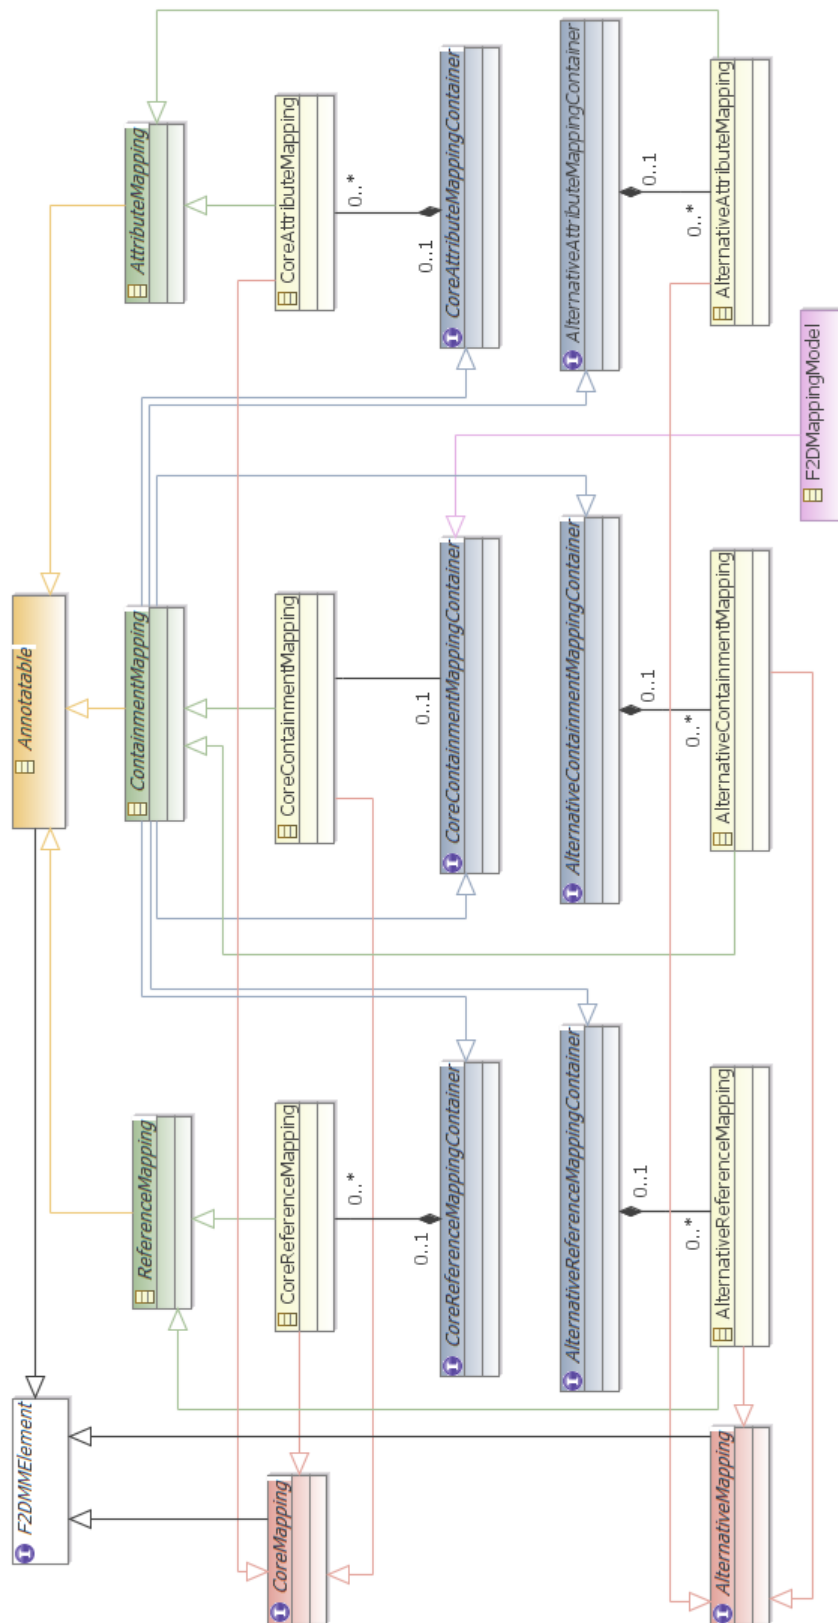 I F2DMMElement
Annotatable
ReferenceMapping
ContainmentMapping
AttributeMapping
I CoreMapping
CoreReferenceMapping
CoreContainmentMapping
CoreAttributeMapping
0..*
0..*
0..1
0..1
0..1
I CoreReferenceMappingContainer
I CoreContainmentMappingContainer
I CoreAttributeMappingContainer
I AlternativeReferenceMappingContainer
I AlternativeContainmentMappingContainer
I AlternativeAttributeMappingContainer
0..1
0..1
0..1
0..*
0..*
0..*
I AlternativeMapping
AlternativeReferenceMapping
AlternativeContainmentMapping
AlternativeAttributeMapping
F2DMappingModel